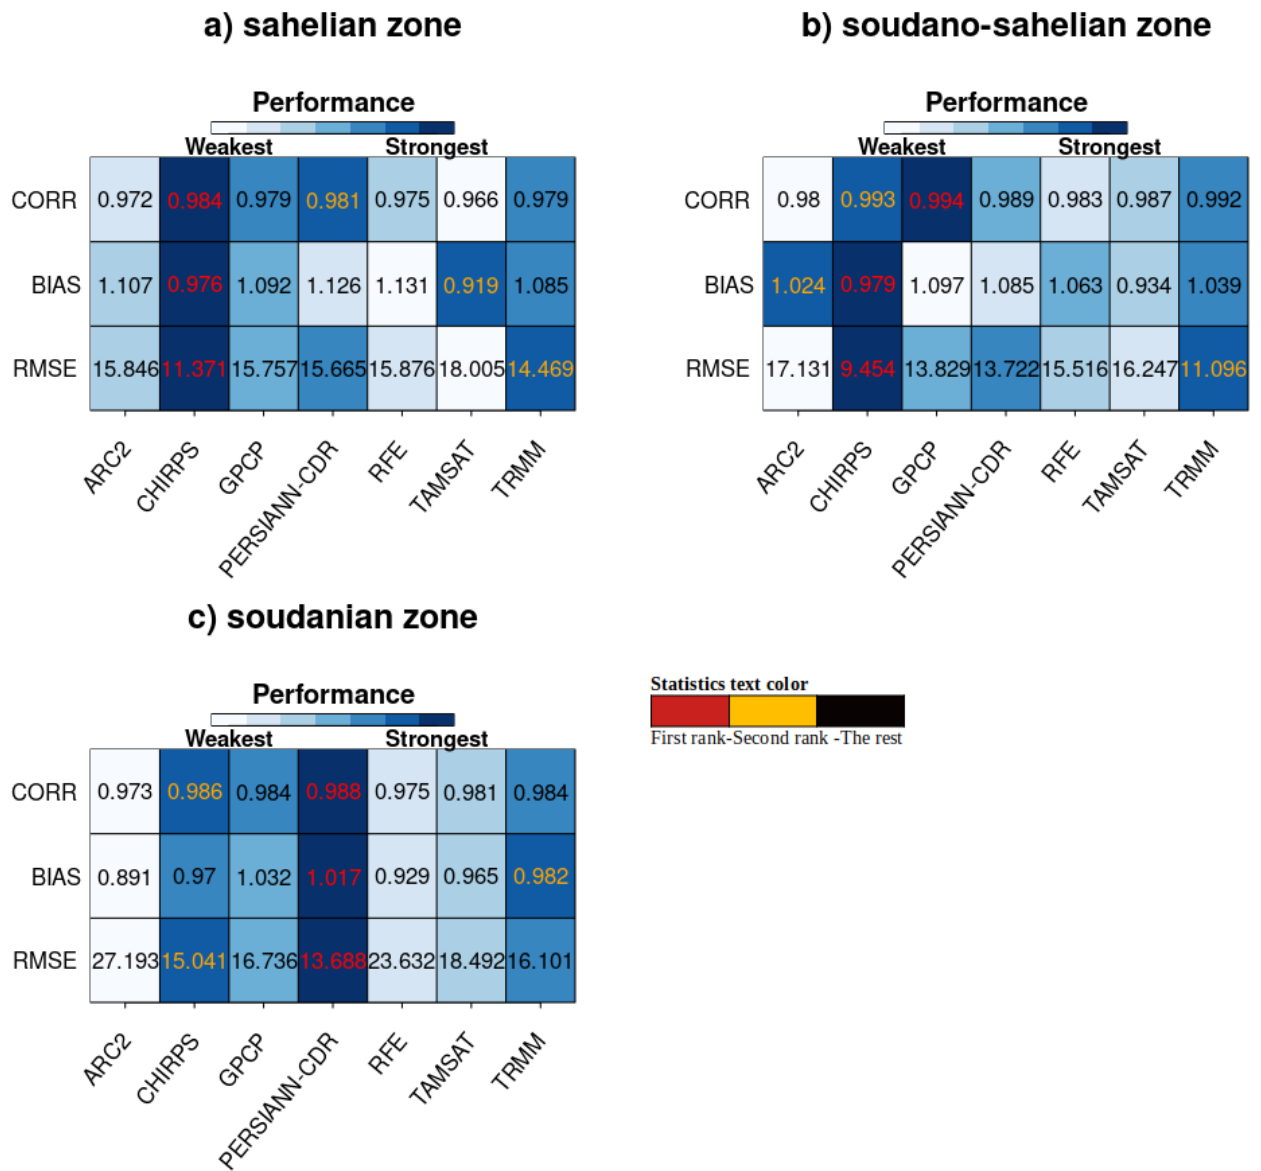 a) sahelian zone
Performance
Weakest Strongest
CORR 0.972 0.984 0.979 0.981 0.975 0.966 0.979
BIAS 1.107 0.976 1.092 1.126 1.131 0.919 1.085
RMSE 15.846 11.371 15.757 15.665 15.876 18.005 14.469
ARC2 CHIRPS GPCP PERSIANN-CDR RFE TAMSAT TRMM
b) soudano-sahelian zone
Performance
Weakest Strongest
CORR 0.98 0.993 0.994 0.989 0.983 0.987 0.992
BIAS 1.024 0.979 1.097 1.085 1.063 0.934 1.039
RMSE 17.131 9.454 13.829 13.722 15.516 16.247 11.096
ARC2 CHIRPS GPCP PERSIANN-CDR RFE TAMSAT TRMM
c) soudanian zone
Performance
Weakest Strongest
CORR 0.973 0.986 0.984 0.988 0.975 0.981 0.984
BIAS 0.891 0.97 1.032 1.017 0.929 0.965 0.982
RMSE 27.193 15.041 16.736 13.688 23.632 18.492 16.101
ARC2 CHIRPS GPCP PERSIANN-CDR RFE TAMSAT TRMM
Statistics text color
First rank-Second rank -The rest